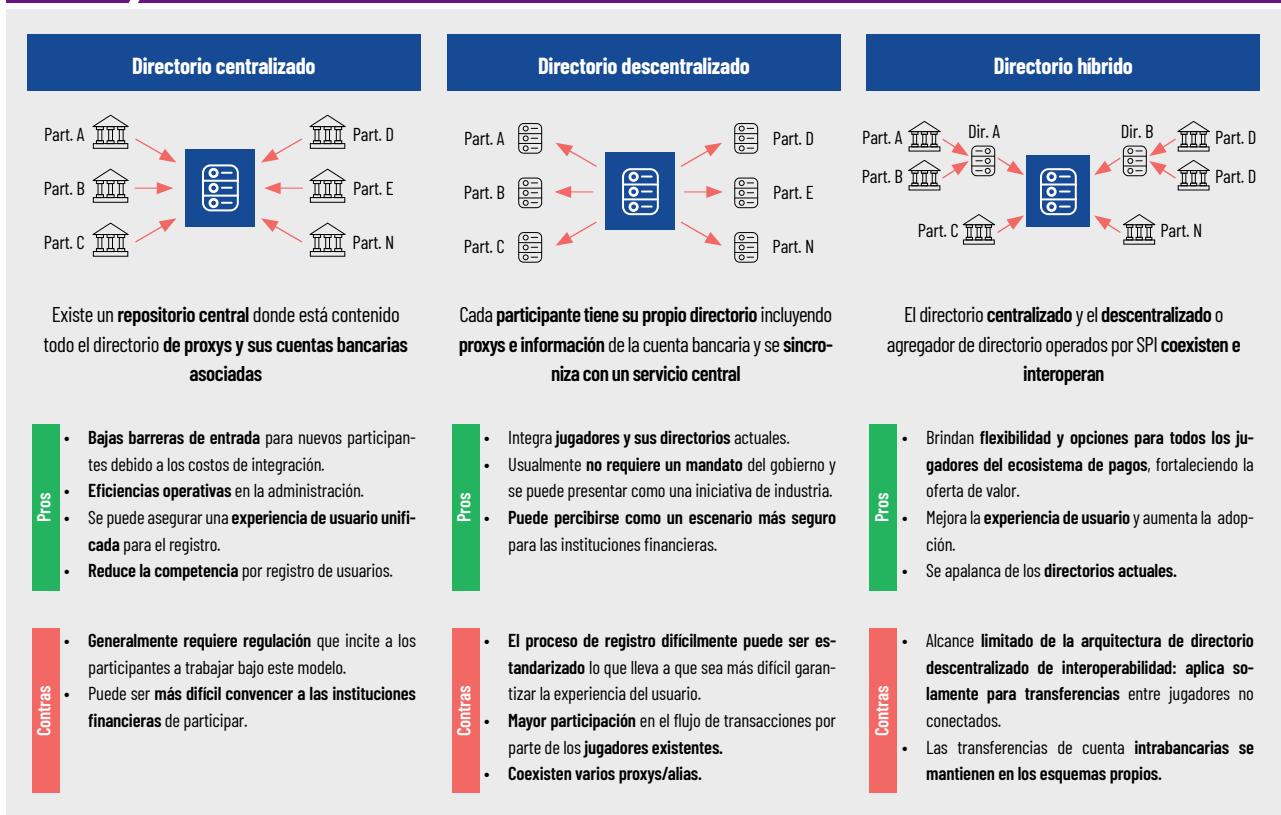 Directorio centralizado
Part. A
Part. D
Part. B
Part. E
Part. C
Part. N
Existe un repositorio central donde está contenido
todo el directorio de proxys y sus cuentas bancarias
asociadas
Pros
• Bajas barreras de entrada para nuevos participan-
tes debido a los costos de integración.
• Eficiencias operativas en la administración.
• Se puede asegurar una experiencia de usuario unifi-
cada para el registro.
• Reduce la competencia por registro de usuarios.
Contras
• Generalmente requiere regulación que incite a los
participantes a trabajar bajo este modelo.
• Puede ser más difícil convencer a las instituciones
financieras de participar.
Directorio descentralizado
Part. A
Part. D
Part. B
Part. E
Part. C
Part. N
Cada participante tiene su propio directorio incluyendo
proxys e información de la cuenta bancaria y se sincro-
niza con un servicio central
Pros
• Integra jugadores y sus directorios actuales.
• Usualmente no requiere un mandato del gobierno y
se puede presentar como una iniciativa de industria.
• Puede percibirse como un escenario más seguro
para las instituciones financieras.
Contras
• El proceso de registro difícilmente puede ser es-
tandarizado lo que lleva a que sea más difícil garan-
tizar la experiencia del usuario.
• Mayor participación en el flujo de transacciones por
parte de los jugadores existentes.
• Coexisten varios proxys/alias.
Directorio híbrido
Part. A
Dir. A
Dir. B
Part. D
Part. B
Part. D
Part. C
Part. N
El directorio centralizado y el descentralizado o
agregador de directorio operados por SPI coexisten e
interoperan
Pros
• Brindan flexibilidad y opciones para todos los ju-
gadores del ecosistema de pagos, fortaleciendo la
oferta de valor.
• Mejora la experiencia de usuario y aumenta la adop-
ción.
• Se apalanca de los directorios actuales.
Contras
• Alcance limitado de la arquitectura de directorio
descentralizado de interoperabilidad: aplica so-
lamente para transferencias entre jugadores no
conectados.
• Las transferencias de cuenta intrabancarias se
mantienen en los esquemas propios.